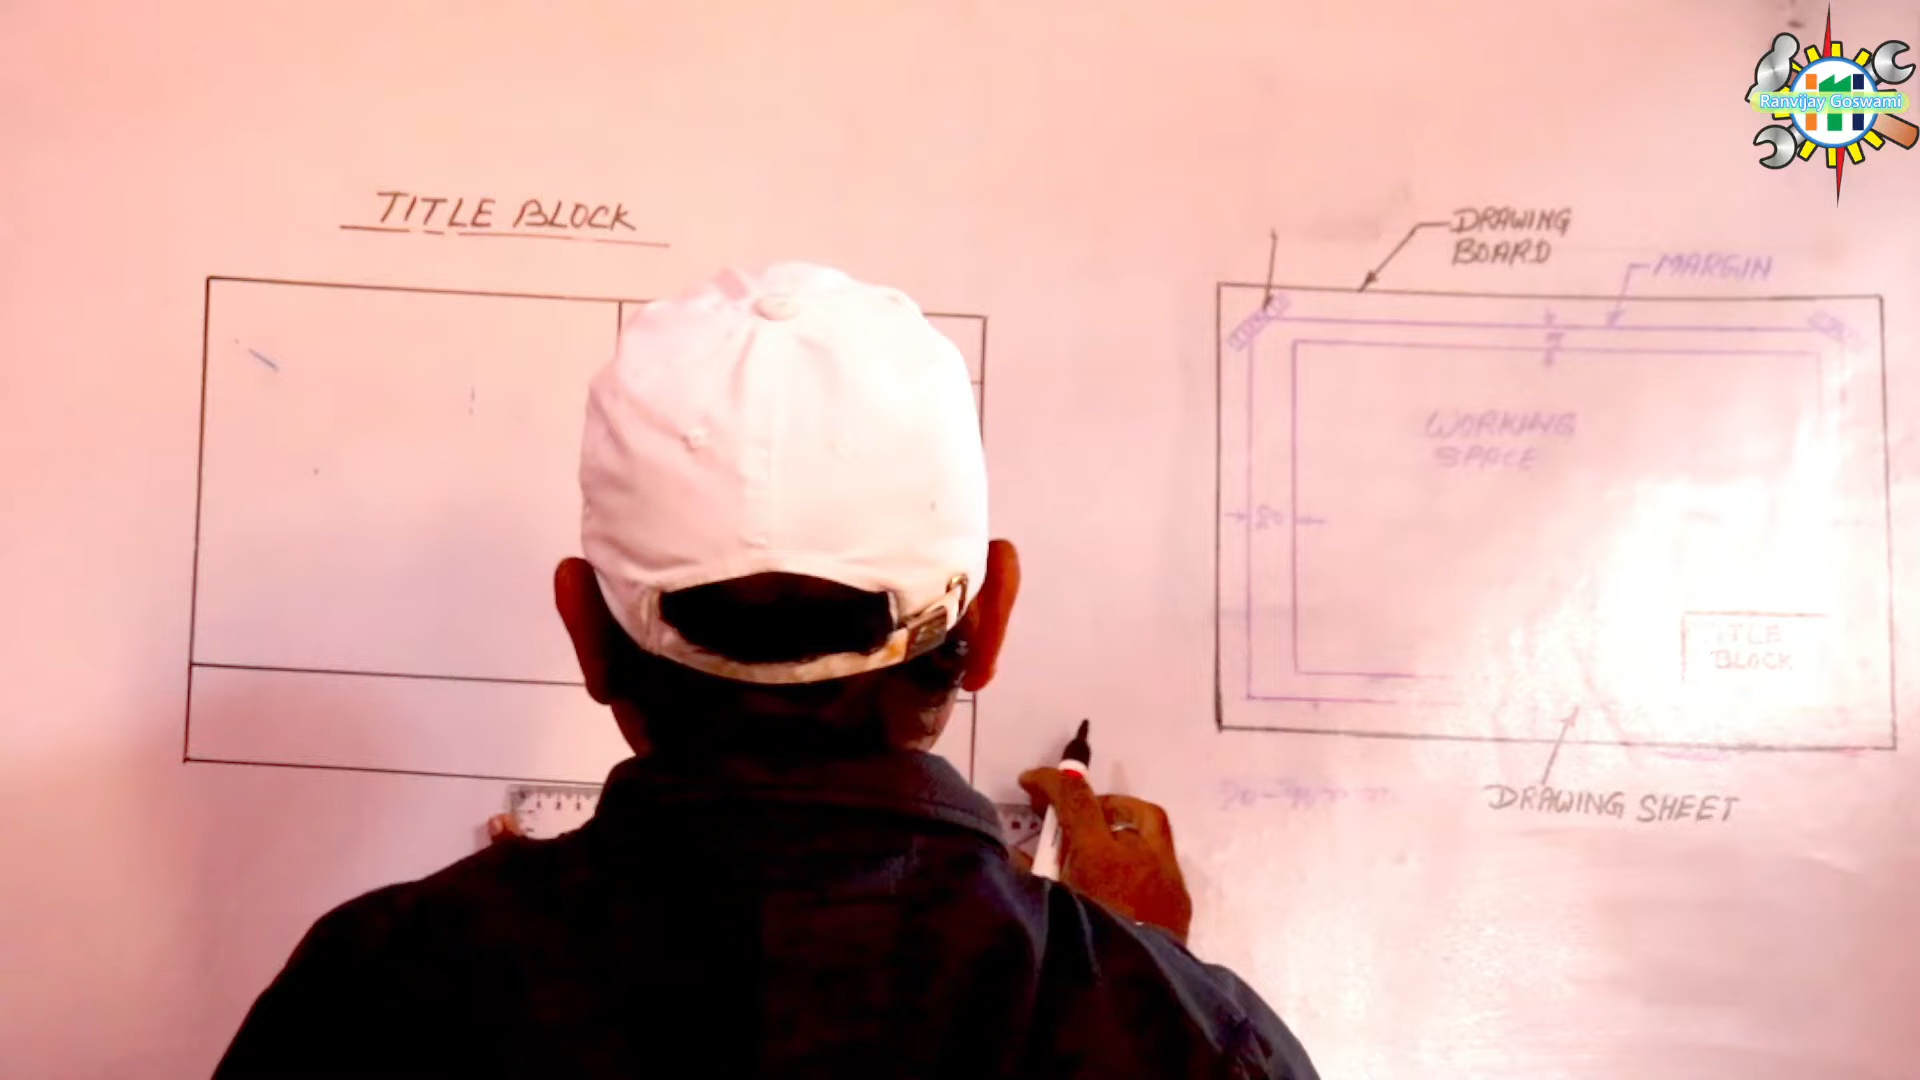 TITLE BLOCK
DRAWING
BOARD
MARGIN
WORKING
SPACE
20
TITLE
BLOCK
DRAWING SHEET
Ranvijay Goswami